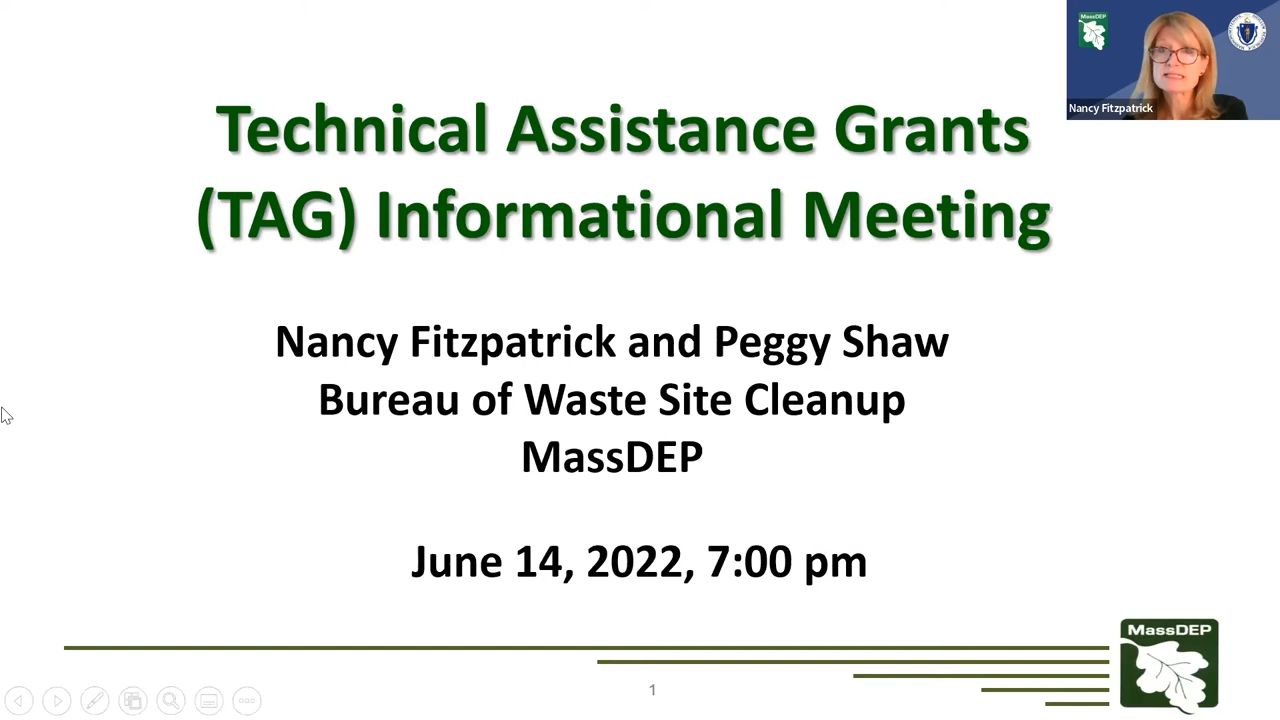 Technical Assistance Grants
(TAG) Informational Meeting
Nancy Fitzpatrick and Peggy Shaw
Bureau of Waste Site Cleanup
MassDEP
June 14, 2022, 7:00 pm
1
MassDEP
MassDEP
Nancy Fitzpatrick